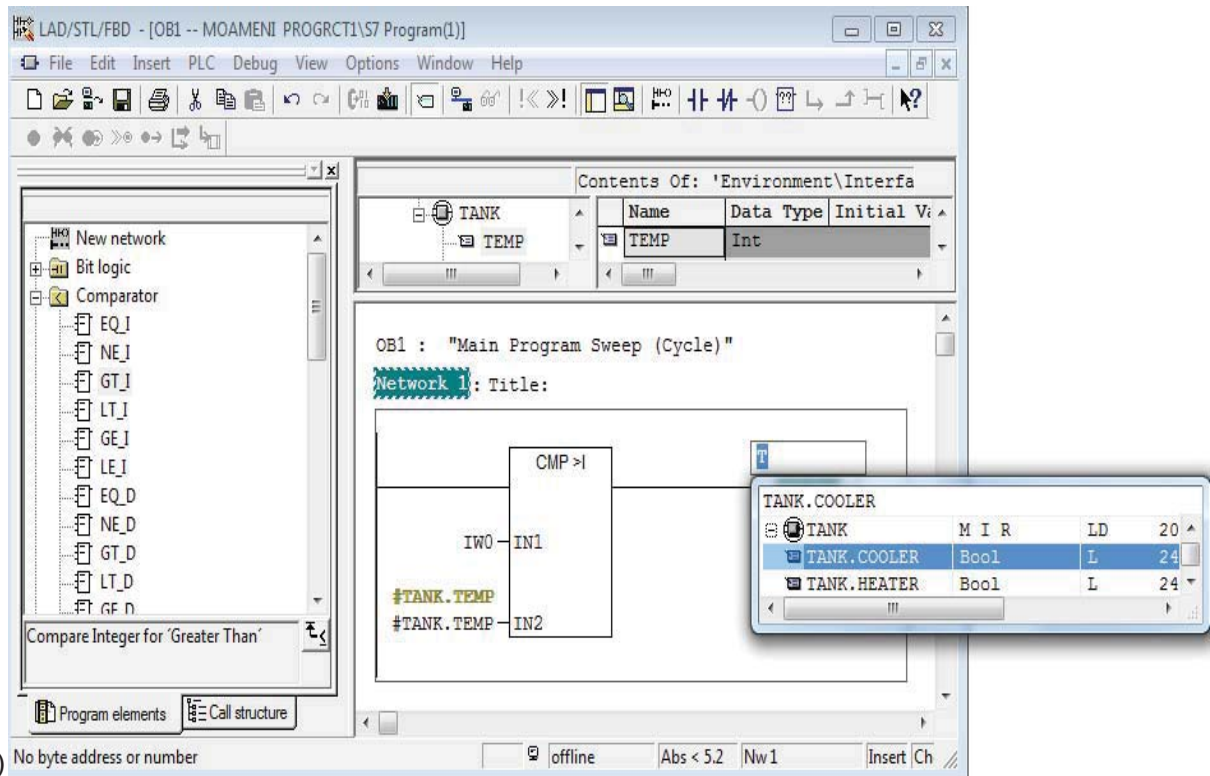 LAD/STL/FBD - [OB1 -- MOAMENI PROGRCT1\S7 Program(1)]
File Edit Insert PLC Debug View Options Window Help
Contents Of: 'Environment\Interfa
TANK
TEMP
Name Data Type Initial Va
TEMP Int
New network
Bit logic
Comparator
EQ_I
NE_I
GT_I
LT_I
GE_I
LE_I
EQ_D
NE_D
GT_D
LT_D
GE_D
Compare Integer for 'Greater Than'
Program elements Call structure
OB1 : "Main Program Sweep (Cycle)"
Network 1: Title:
CMP >I
T
IW0 IN1
#TANK.TEMP
#TANK.TEMP IN2
TANK.COOLER
TANK M I R LD 20
TANK.COOLER Bool L 24
TANK.HEATER Bool L 24
) No byte address or number offline Abs < 5.2 Nw 1 Insert Ch